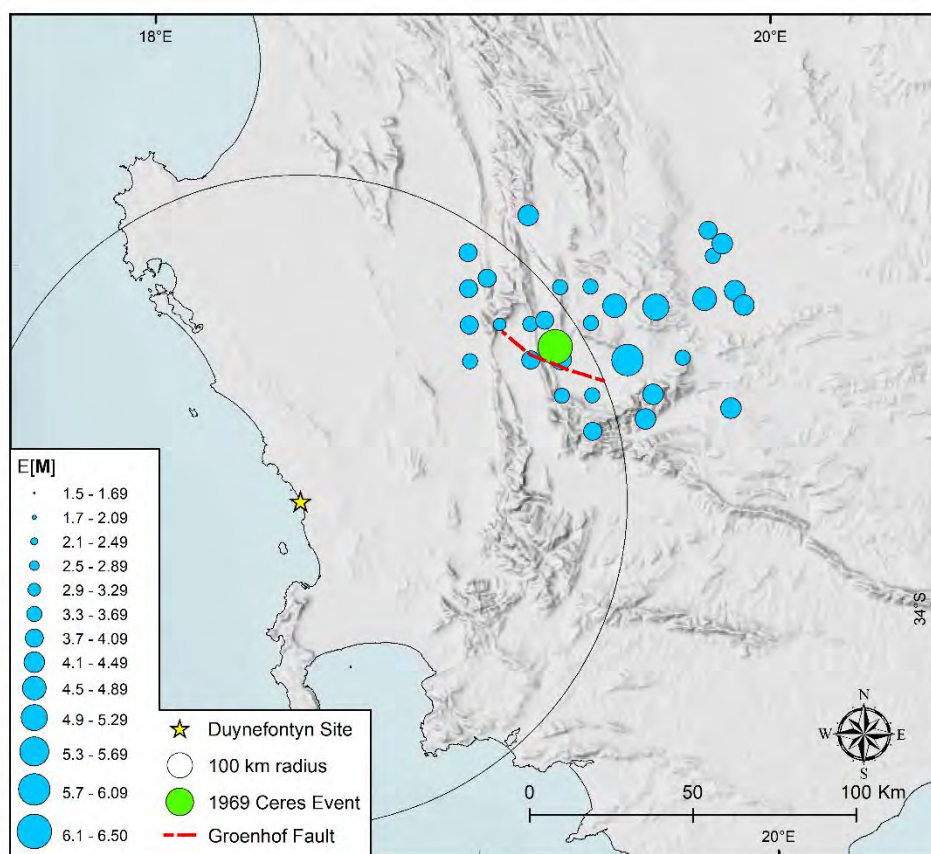 18°E
20°E
34°S
E[M]
1.5 - 1.69
1.7 - 2.09
2.1 - 2.49
2.5 - 2.89
2.9 - 3.29
3.3 - 3.69
3.7 - 4.09
4.1 - 4.49
4.5 - 4.89
4.9 - 5.29
5.3 - 5.69
5.7 - 6.09
6.1 - 6.50
Duynefontyn Site
100 km radius
1969 Ceres Event
Groenhof Fault
N
W E
S
0 50 100 Km
20°E